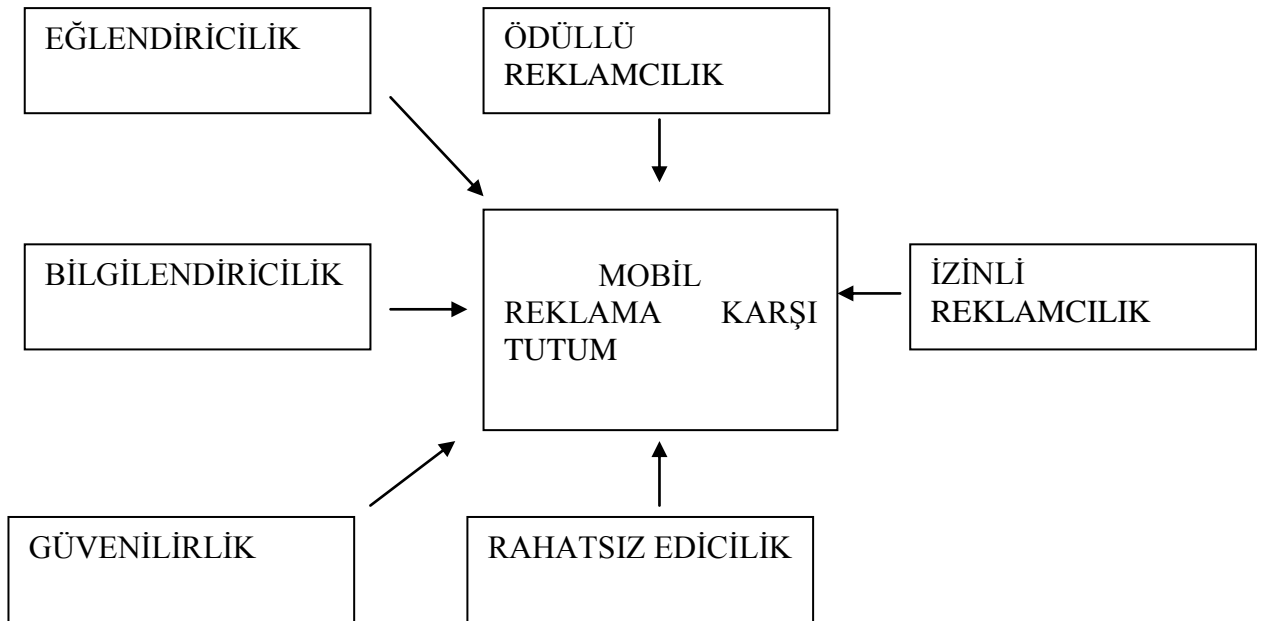 EĞLENDİRİCİLİK
ÖDÜLLÜ
REKLAMCILIK
BİLGİLENDİRİCİLİK
MOBİL
REKLAMA KARŞI
TUTUM
İZİNLİ
REKLAMCILIK
GÜVENİLİRLİK
RAHATSIZ EDİCİLİK